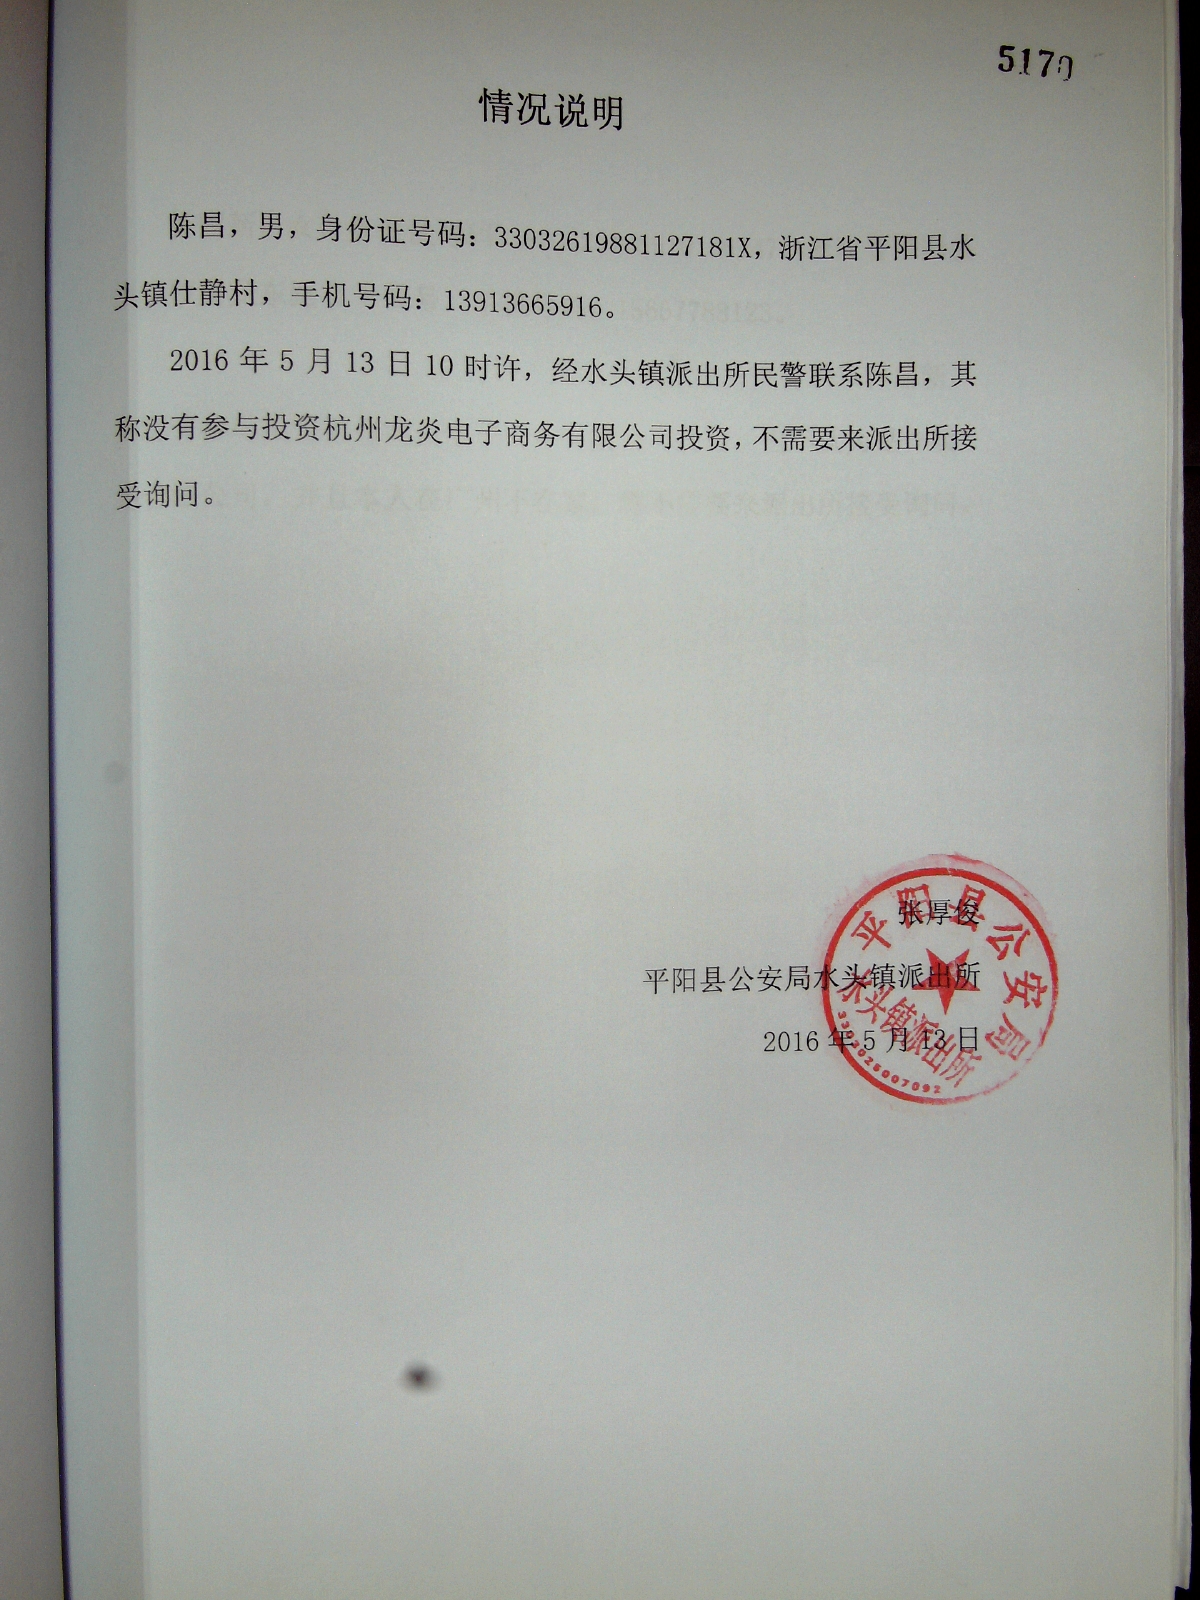 5170
情况说明
陈昌，男，身份证号码：33032619881127181X，浙江省平阳县水
头镇仕静村，手机号码：13913665916。
2016 年 5 月 13 日 10 时许，经水头镇派出所民警联系陈昌，其
称没有参与投资杭州龙炎电子商务有限公司投资，不需要来派出所接
受询问。
张厚俊
平阳县公安局水头镇派出所
2016 年 5 月 13 日
平阳县公安局
水头镇派出所